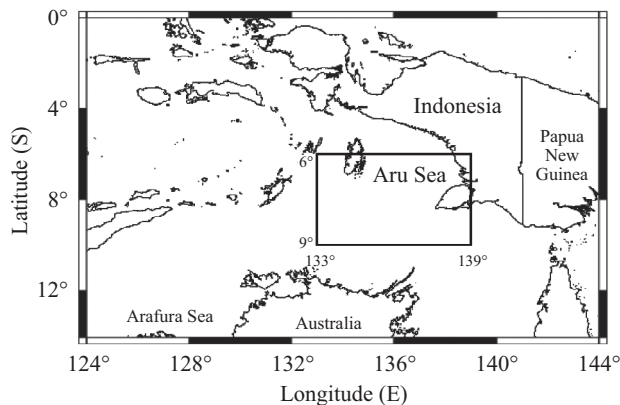 0°
Indonesia
4°
Papua
New
Guinea
6°
Aru Sea
8°
9°
133°
139°
12°
Arafura Sea
Australia
124°
128°
132°
136°
140°
144°
Latitude (S)
Longitude (E)